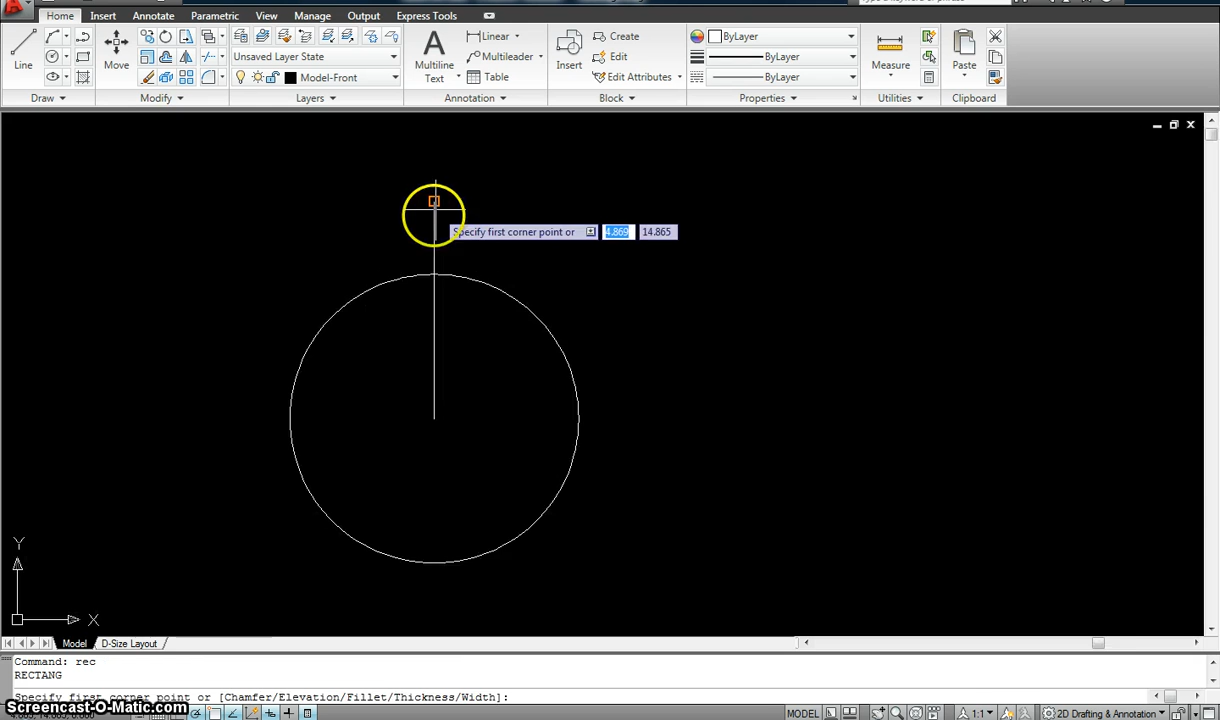 Home Insert Annotate Parametric View Manage Output Express Tools
Line
Move
Unsaved Layer State
Model-Front
Multiline Text
Linear
Multileader
Table
Insert
Create
Edit
Edit Attributes
ByLayer
ByLayer
ByLayer
Measure
Paste
Draw Modify Layers Annotation Block Properties Utilities Clipboard
Specify first corner point or 4.869 14.865
Y
X
Model D-Size Layout
Command: rec
RECTANG
Specify first corner point or [Chamfer/Elevation/Fillet/Thickness/Width]:
Screencast-O-Matic.com
MODEL 1:1 2D Drafting & Annotation